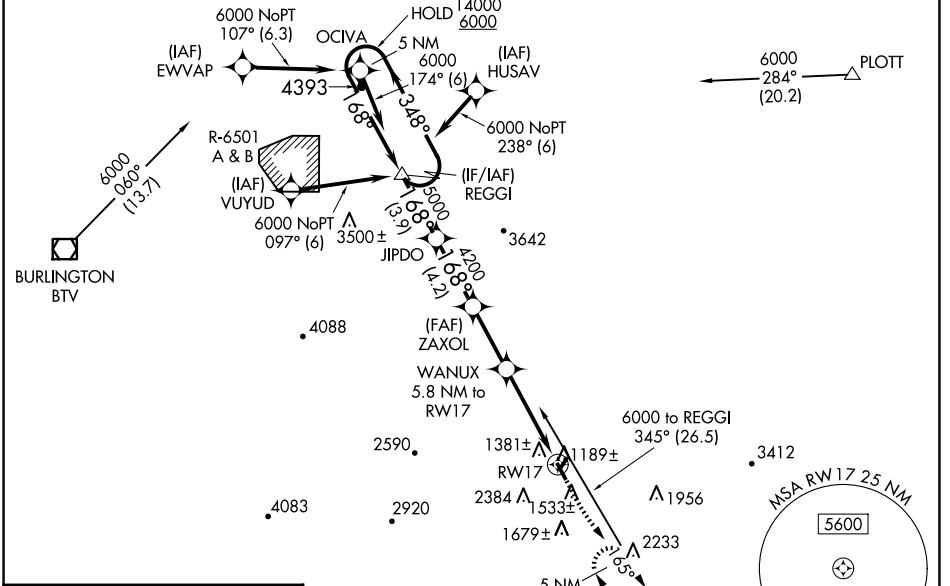 6000 NoPT
107° (6.3)
(IAF)
EWVAP
OCIVA
HOLD 14000
6000
5 NM
6000
174° (6)
4393
168°
348°
(IAF)
HUSAV
6000 NoPT
238° (6)
PLOTT
6000
284°
(20.2)
R-6501
A & B
(IAF)
VUYUD
6000 NoPT
097° (6)
3500±
(IF/IAF)
REGGI
6000
060°
(13.7)
BURLINGTON
BTV
5000
168°
(3.9)
JIPDO
3642
4200
168°
(4.2)
4088
(FAF)
ZAXOL
WANUX
5.8 NM to
RW17
6000 to REGGI
345° (26.5)
2590
1381±
1189±
RW17
3412
2384
1533±
1956
4083
2920
1679±
2233
165°
5 NM
MSA RW17 25 NM
5600